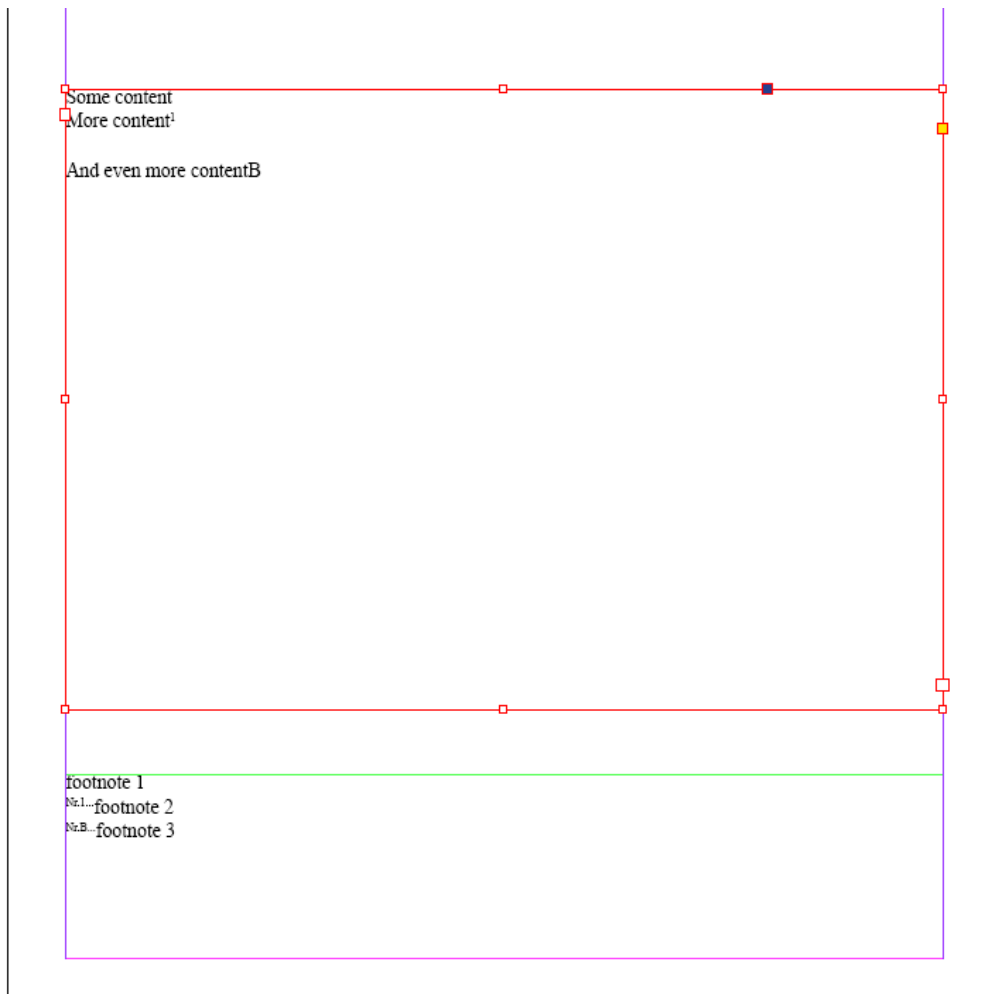 Some content
More content¹
And even more contentB
footnote 1
Nr.1...footnote 2
Nr.B...footnote 3